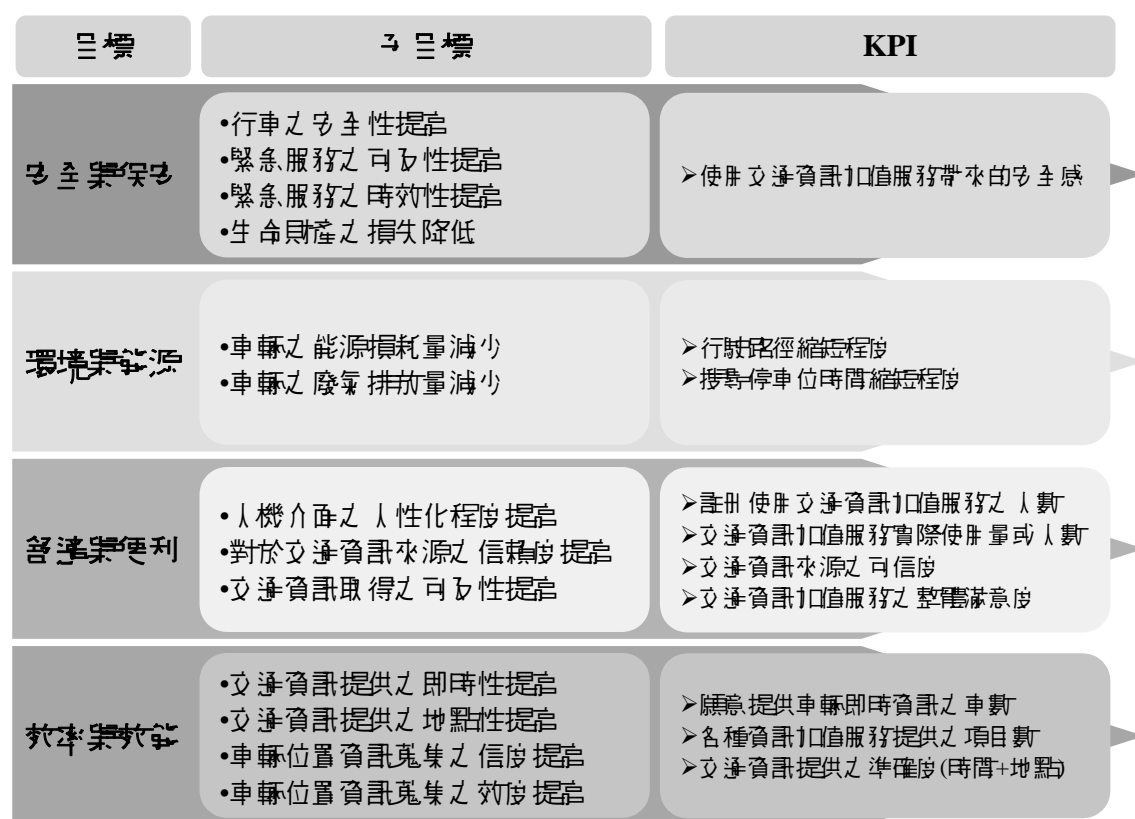 目標
子目標
KPI
安全與保安
•行車之安全性提高
•緊急服務之可及性提高
•緊急服務之時效性提高
•生命財產之損失降低
➢使用交通資訊加值服務帶來的安全感
環境與能源
•車輛之能源損耗量減少
•車輛之廢氣排放量減少
➢行駛路徑縮短程度
➢搜尋停車位時間縮短程度
舒適與便利
•人機介面之人性化程度提高
•對於交通資訊來源之信賴度提高
•交通資訊取得之可及性提高
➢註冊使用交通資訊加值服務之人數
➢交通資訊加值服務實際使用量或人數
➢交通資訊來源之可信度
➢交通資訊加值服務之整體滿意度
效率與效能
•交通資訊提供之即時性提高
•交通資訊提供之地點性提高
•車輛位置資訊蒐集之信度提高
•車輛位置資訊蒐集之效度提高
➢願意提供車輛即時資訊之車數
➢各種資訊加值服務提供之項目數
➢交通資訊提供之準確度(時間+地點)